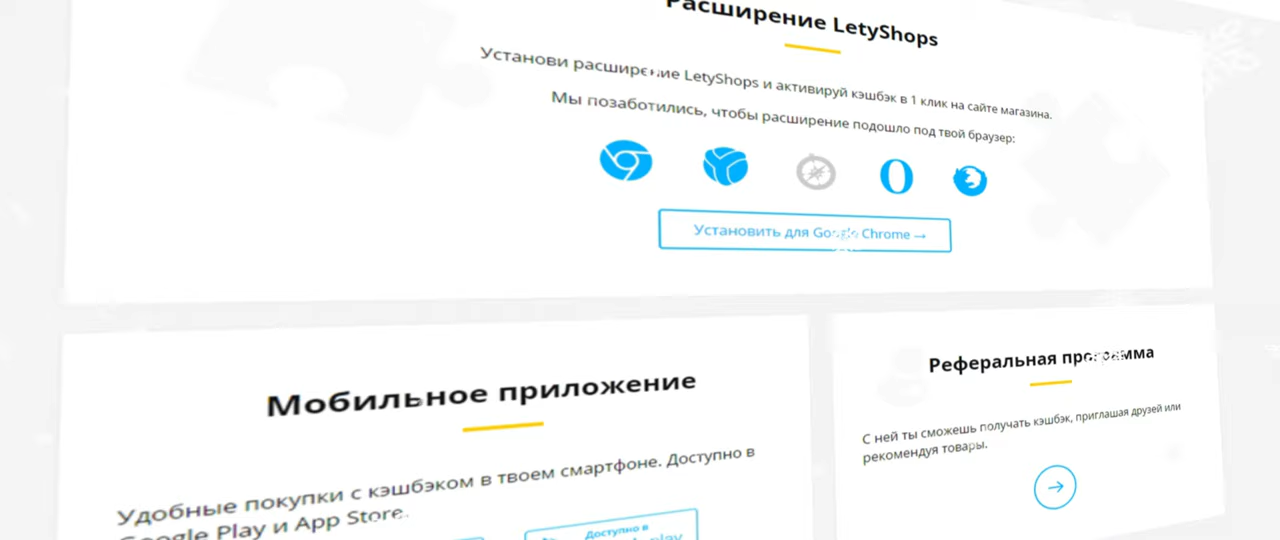 Расширение LetyShops
Установи расширение LetyShops и активируй кэшбэк в 1 клик на сайте магазина.
Мы позаботились, чтобы расширение подошло под твой браузер:
Установить для Google Chrome →
Мобильное приложение
Удобные покупки с кэшбэком в твоем смартфоне. Доступно в
Google Play и App Store.
Доступно в
Реферальная программа
С ней ты сможешь получать кэшбэк, приглашая друзей или
рекомендуя товары.